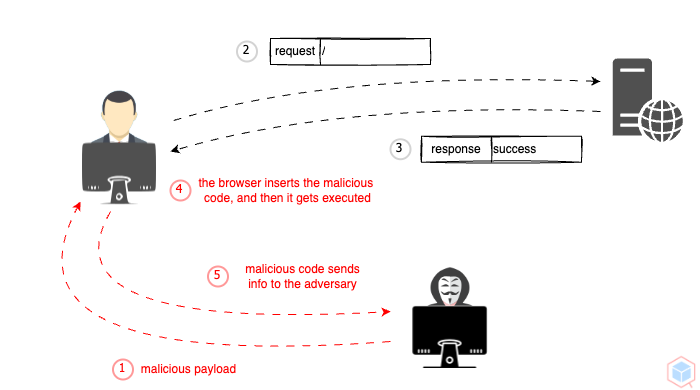 2
request /
3
response success
4
the browser inserts the malicious
code, and then it gets executed
5
malicious code sends
info to the adversary
1
malicious payload